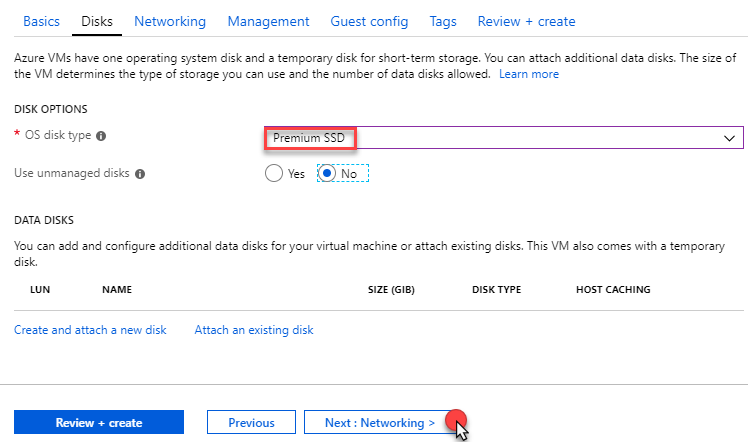 Basics Disks Networking Management Guest config Tags Review + create
Azure VMs have one operating system disk and a temporary disk for short-term storage. You can attach additional data disks. The size of
the VM determines the type of storage you can use and the number of data disks allowed. Learn more
DISK OPTIONS
* OS disk type Premium SSD
Use unmanaged disks Yes No
DATA DISKS
You can add and configure additional data disks for your virtual machine or attach existing disks. This VM also comes with a temporary
disk.
LUN NAME SIZE (GIB) DISK TYPE HOST CACHING
Create and attach a new disk Attach an existing disk
Review + create Previous Next : Networking >